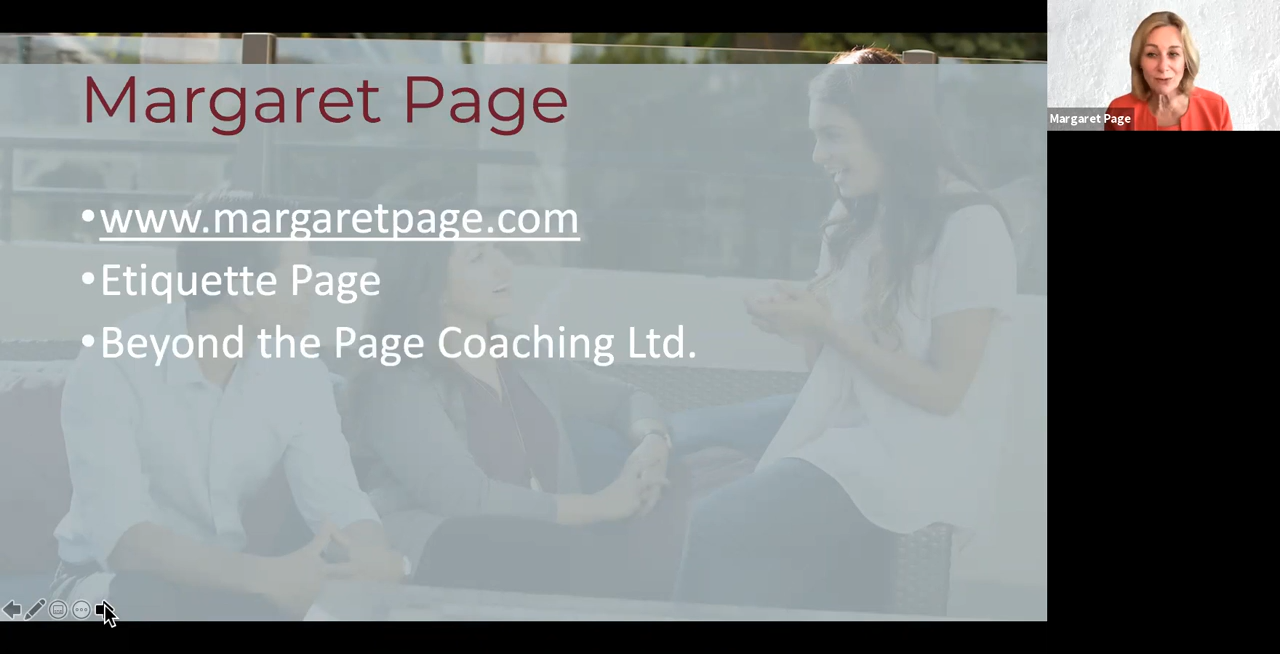 Margaret Page
•www.margaretpage.com
•Etiquette Page
•Beyond the Page Coaching Ltd.
Margaret Page